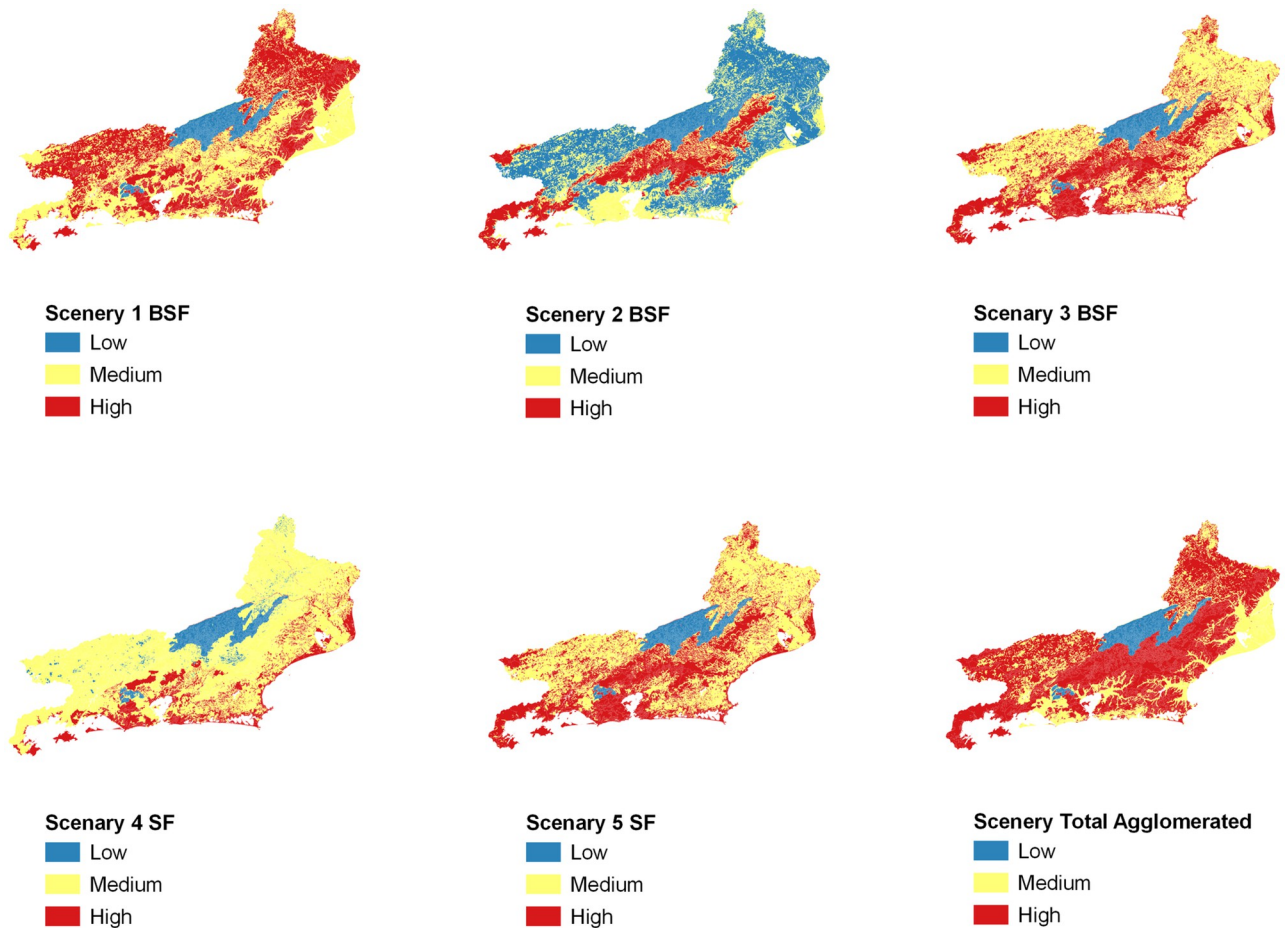 Scenery 1 BSF
Low
Medium
High
Scenery 2 BSF
Low
Medium
High
Scenary 3 BSF
Low
Medium
High
Scenary 4 SF
Low
Medium
High
Scenary 5 SF
Low
Medium
High
Scenery Total Agglomerated
Low
Medium
High